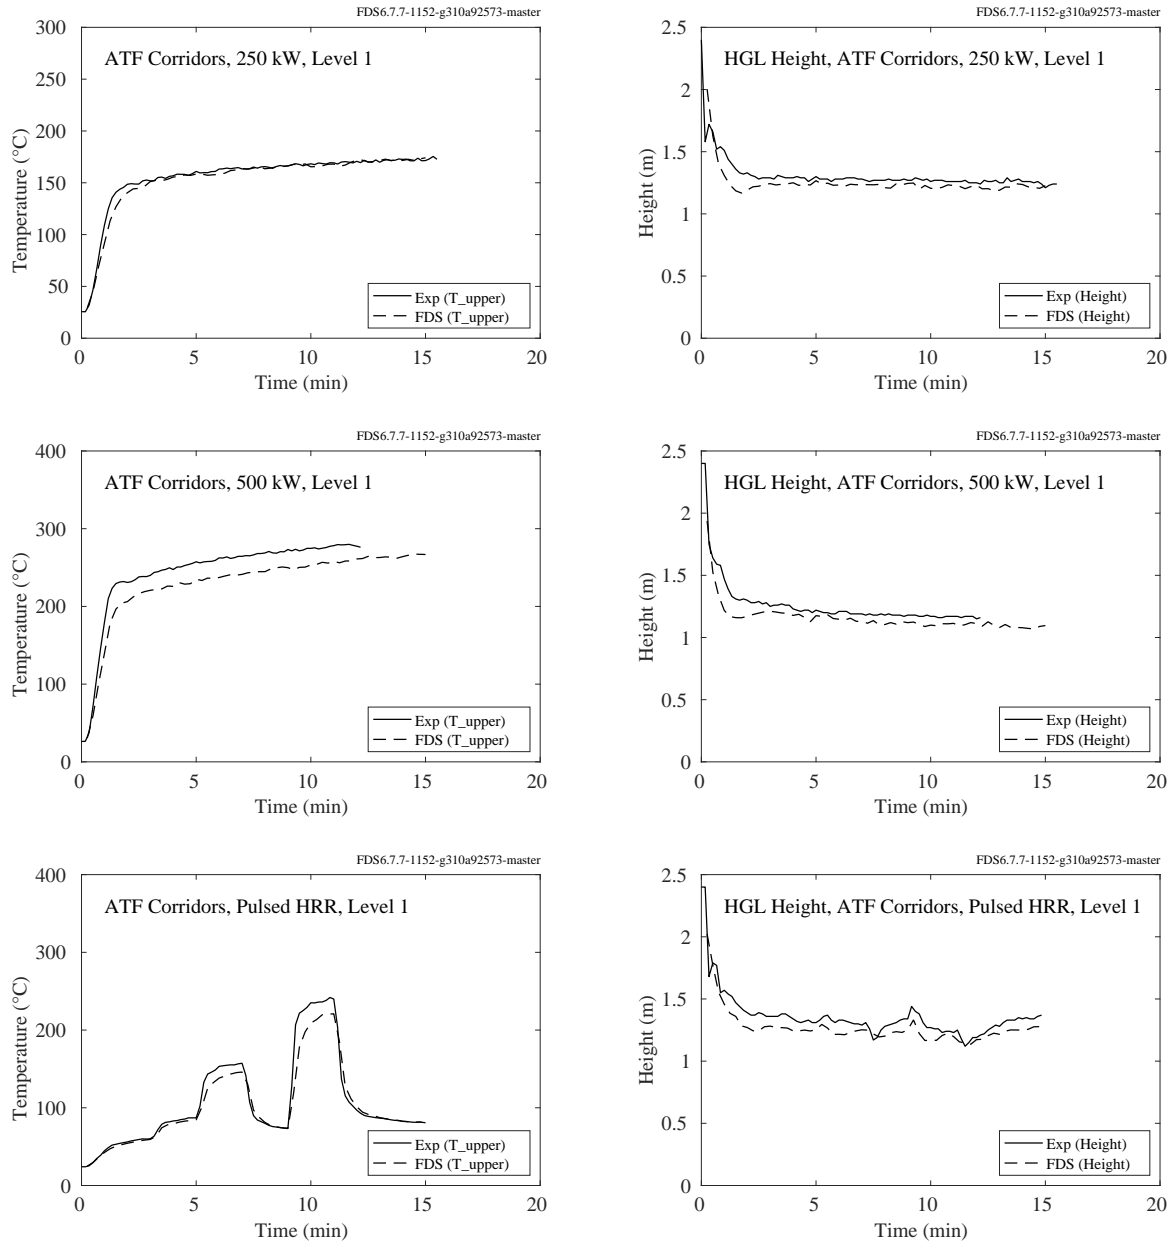 FDS6.7.7-1152-g310a92573-master
ATF Corridors, 250 kW, Level 1
Temperature (°C)
300
250
200
150
100
50
0
Exp (T_upper)
FDS (T_upper)
0 5 10 15 20
Time (min)
FDS6.7.7-1152-g310a92573-master
HGL Height, ATF Corridors, 250 kW, Level 1
Height (m)
2.5
2
1.5
1
0.5
0
Exp (Height)
FDS (Height)
0 5 10 15 20
Time (min)
FDS6.7.7-1152-g310a92573-master
ATF Corridors, 500 kW, Level 1
Temperature (°C)
400
300
200
100
0
Exp (T_upper)
FDS (T_upper)
0 5 10 15 20
Time (min)
FDS6.7.7-1152-g310a92573-master
HGL Height, ATF Corridors, 500 kW, Level 1
Height (m)
2.5
2
1.5
1
0.5
0
Exp (Height)
FDS (Height)
0 5 10 15 20
Time (min)
FDS6.7.7-1152-g310a92573-master
ATF Corridors, Pulsed HRR, Level 1
Temperature (°C)
400
300
200
100
0
Exp (T_upper)
FDS (T_upper)
0 5 10 15 20
Time (min)
FDS6.7.7-1152-g310a92573-master
HGL Height, ATF Corridors, Pulsed HRR, Level 1
Height (m)
2.5
2
1.5
1
0.5
0
Exp (Height)
FDS (Height)
0 5 10 15 20
Time (min)